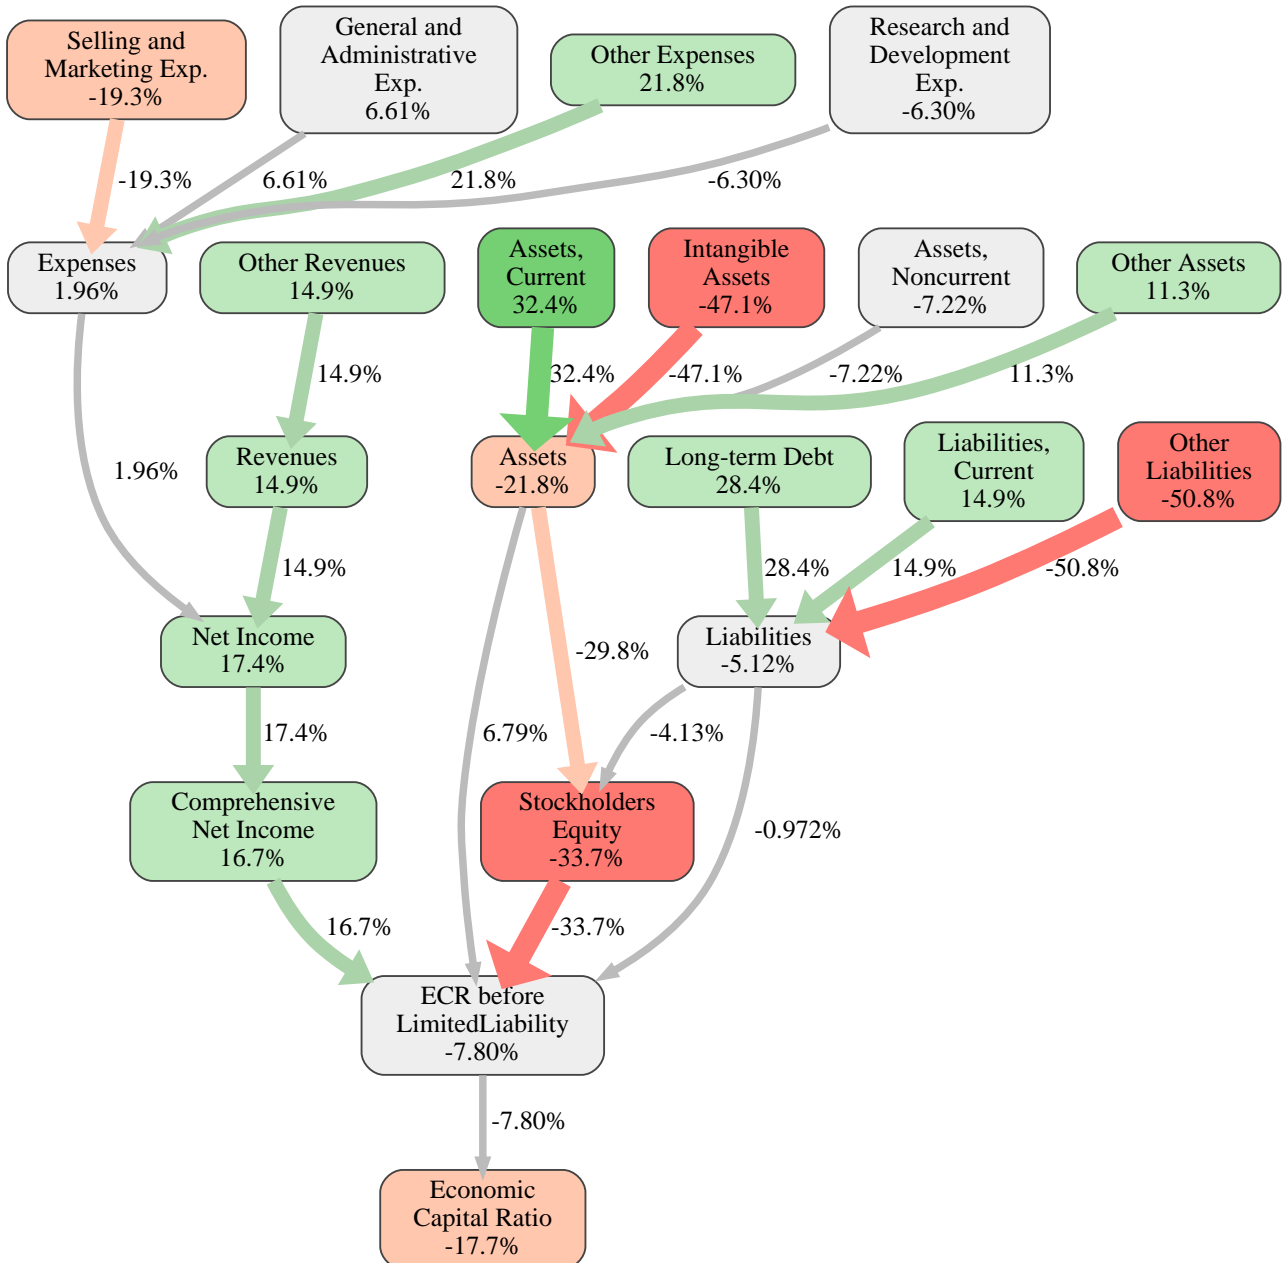 Selling and
Marketing Exp.
-19.3%
General and
Administrative
Exp.
6.61%
Other Expenses
21.8%
Research and
Development
Exp.
-6.30%
-19.3%
6.61%
21.8%
-6.30%
Expenses
1.96%
Other Revenues
14.9%
Assets,
Current
32.4%
Intangible
Assets
-47.1%
Assets,
Noncurrent
-7.22%
Other Assets
11.3%
14.9%
32.4%
-47.1%
-7.22%
11.3%
1.96%
Revenues
14.9%
Assets
-21.8%
Long-term Debt
28.4%
Liabilities,
Current
14.9%
Other
Liabilities
-50.8%
14.9%
28.4%
14.9%
-50.8%
Net Income
17.4%
-29.8%
Liabilities
-5.12%
17.4%
6.79%
-4.13%
Comprehensive
Net Income
16.7%
Stockholders
Equity
-33.7%
-0.972%
16.7%
-33.7%
ECR before
LimitedLiability
-7.80%
-7.80%
Economic
Capital Ratio
-17.7%